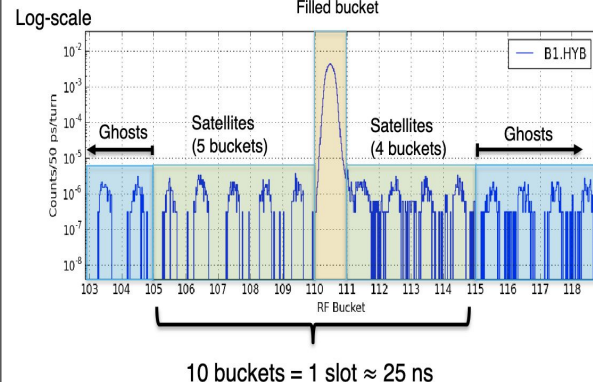 Filled bucket
Log-scale
B1.HYB
10⁻²
10⁻³
10⁻⁴
10⁻⁵
10⁻⁶
10⁻⁷
10⁻⁸
Counts/50 ps/turn
Ghosts
Satellites
(5 buckets)
Satellites
(4 buckets)
Ghosts
103 104 105 106 107 108 109 110 111 112 113 114 115 116 117 118
RF Bucket
10 buckets = 1 slot ≈ 25 ns